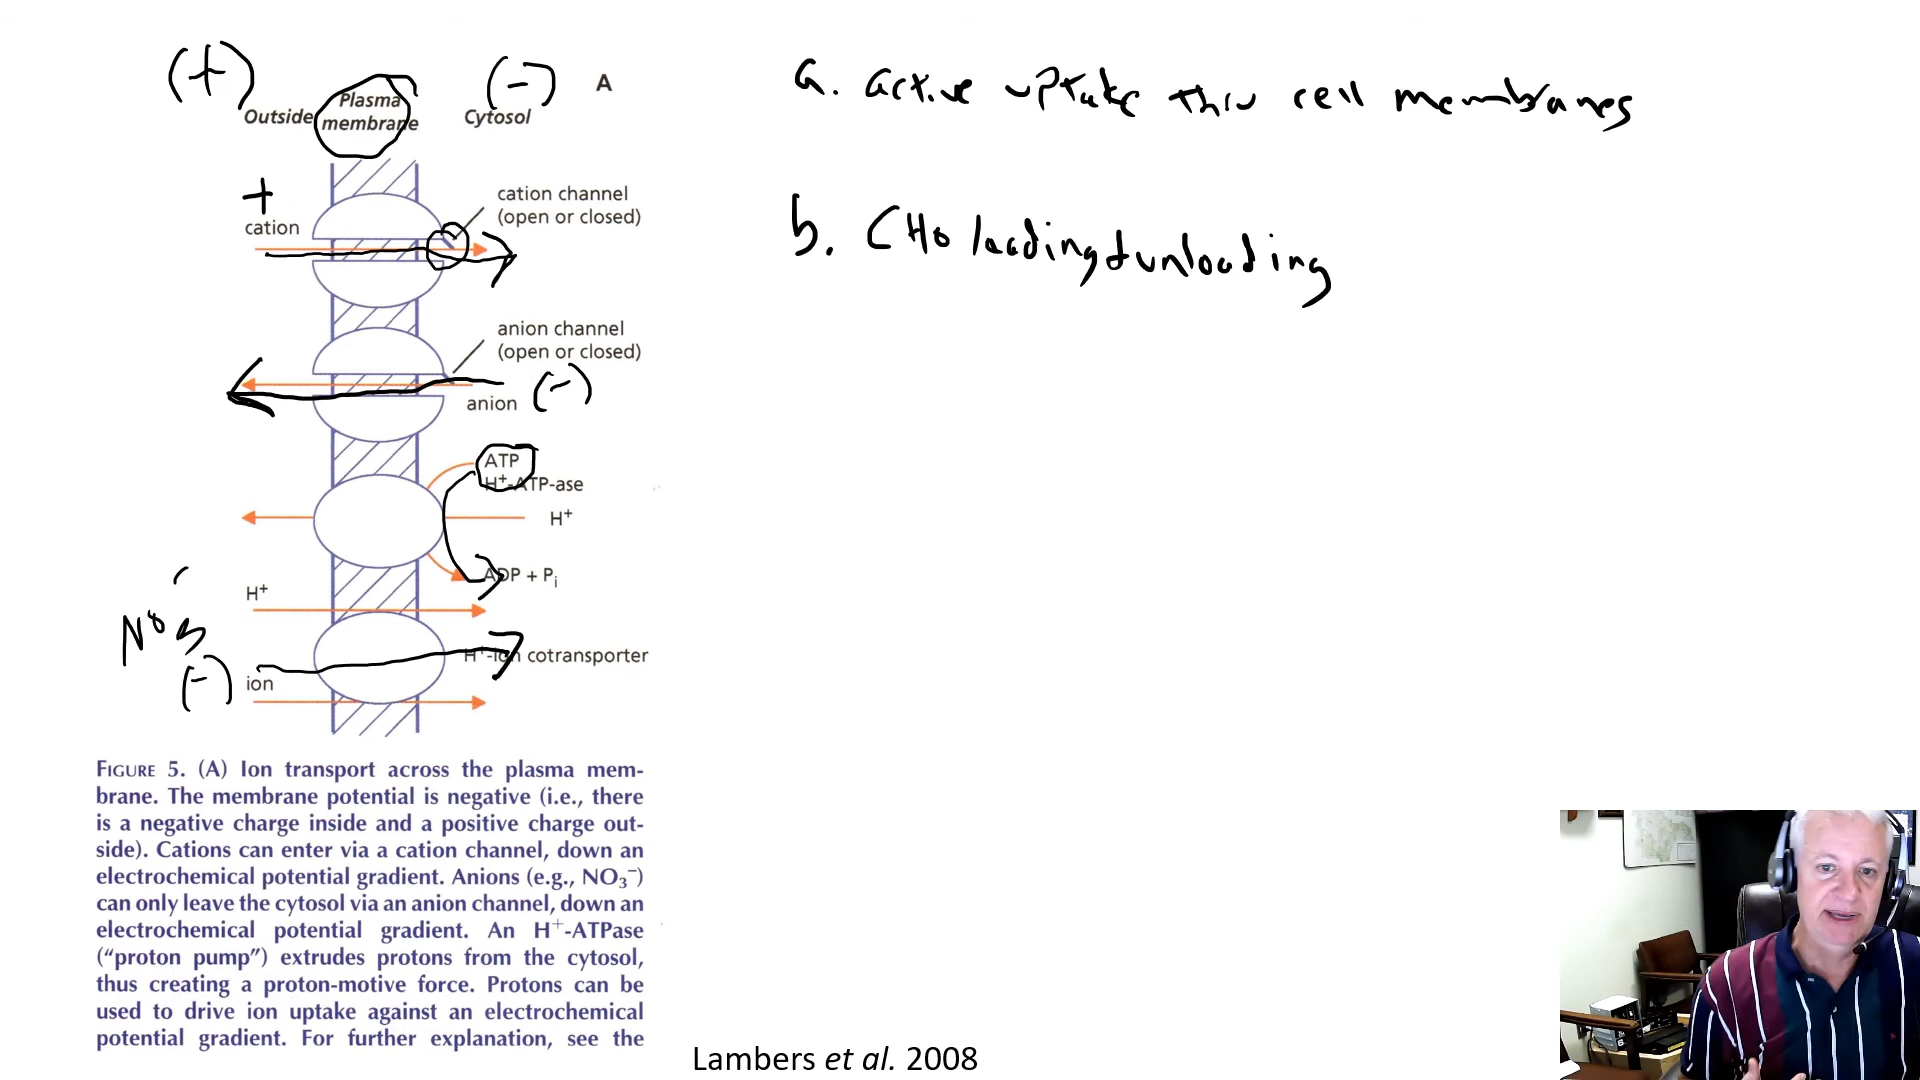 (+)
(-)
A
Outside
Plasma
membrane
Cytosol
+
cation
cation channel
(open or closed)
anion channel
(open or closed)
anion (-)
ATP
H⁺-ATP-ase
H⁺
ADP + Pᵢ
H⁺
NO3
(-)
ion
H⁺-ion cotransporter
FIGURE 5. (A) Ion transport across the plasma mem-
brane. The membrane potential is negative (i.e., there
is a negative charge inside and a positive charge out-
side). Cations can enter via a cation channel, down an
electrochemical potential gradient. Anions (e.g., NO₃⁻)
can only leave the cytosol via an anion channel, down an
electrochemical potential gradient. An H⁺-ATPase
(“proton pump”) extrudes protons from the cytosol,
thus creating a proton-motive force. Protons can be
used to drive ion uptake against an electrochemical
potential gradient. For further explanation, see the
a. active uptake thru cell membranes
b. CHO loading + unloading
Lambers et al. 2008